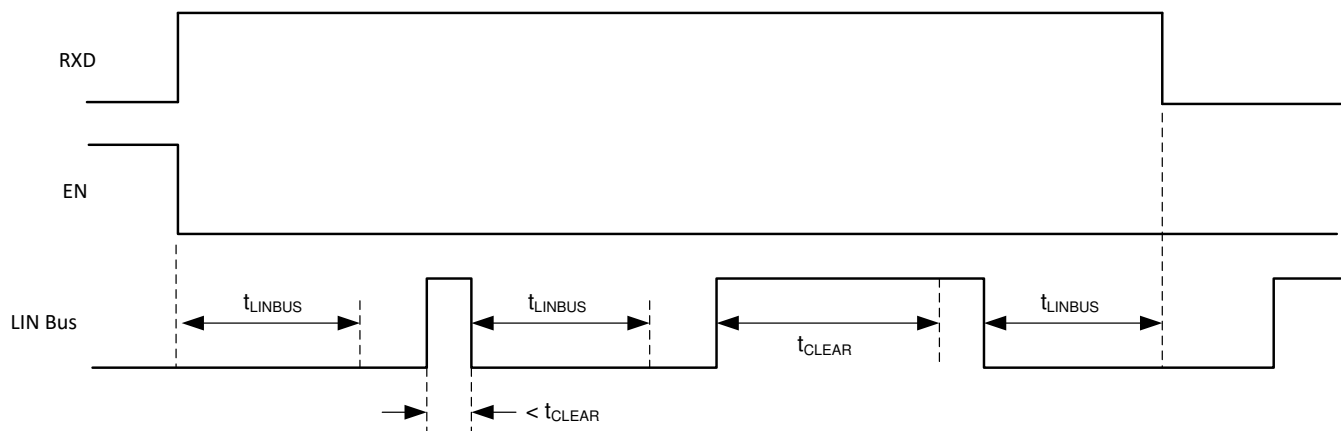 RXD
EN
LIN Bus
tLINBUS
tLINBUS
tCLEAR
tLINBUS
< tCLEAR